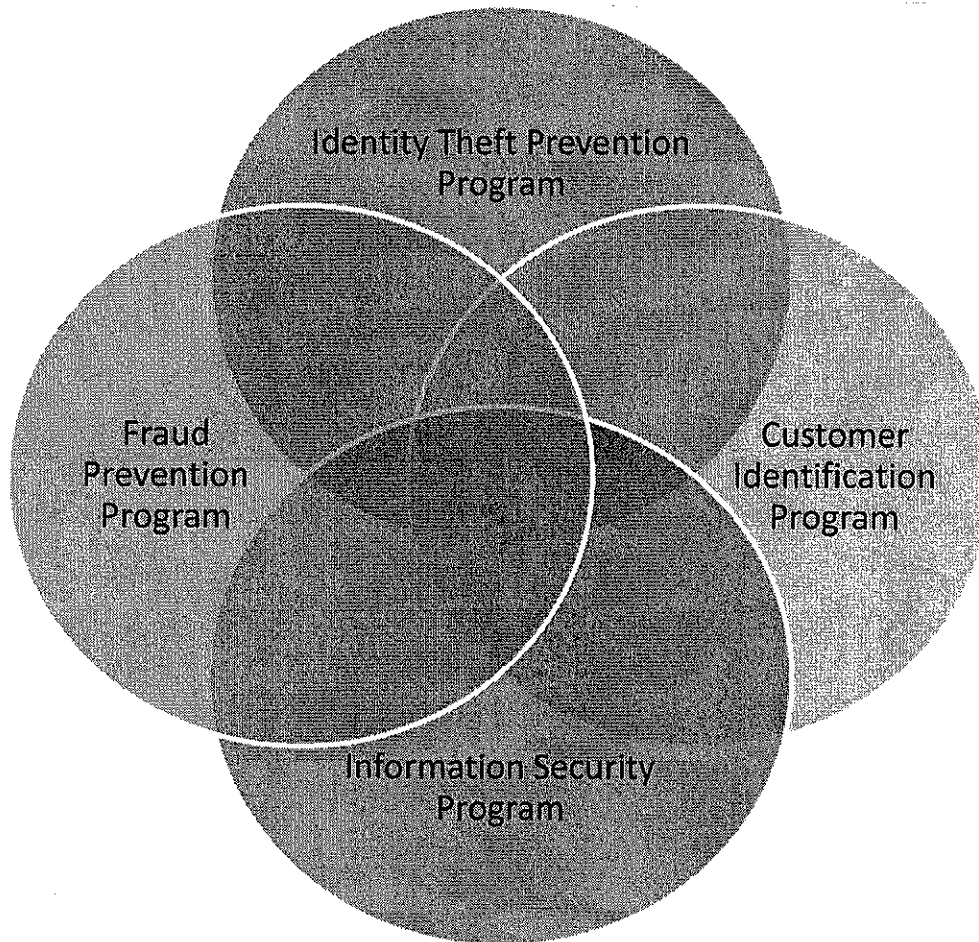 Identity Theft Prevention
Program
Fraud
Prevention
Program
Customer
Identification
Program
Information Security
Program